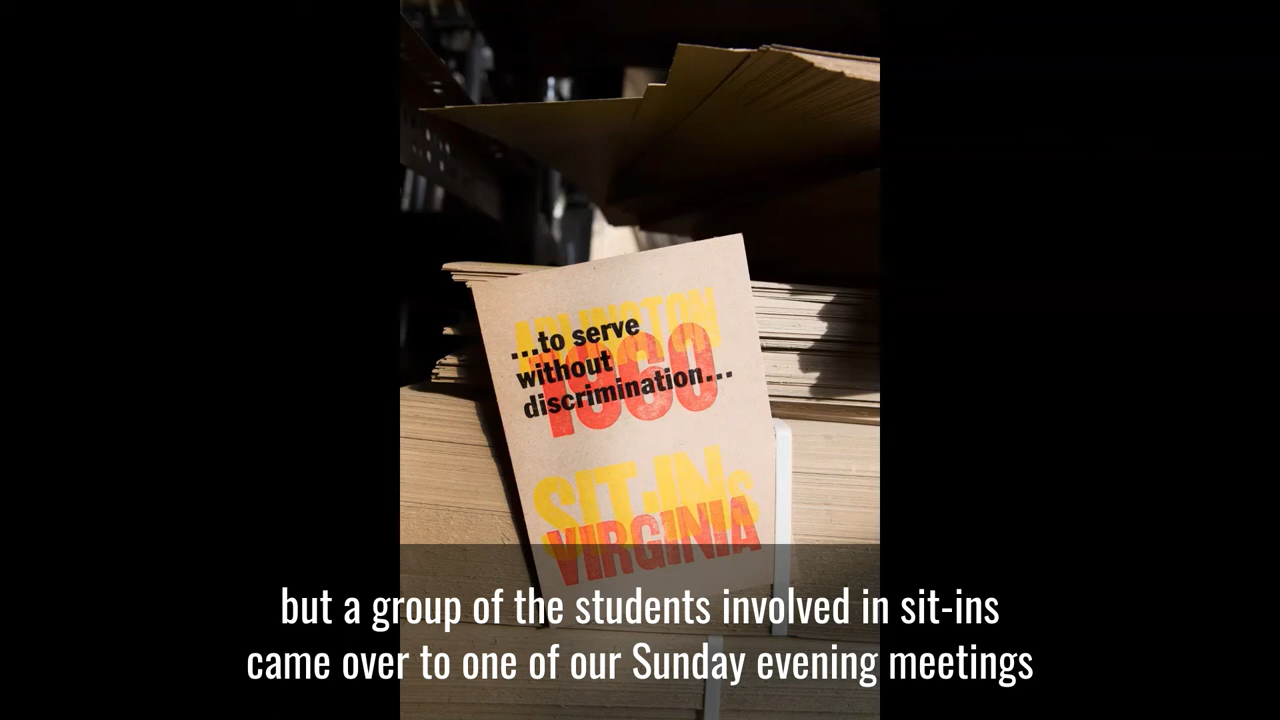 ARLINGTON
...to serve
without
discrimination...
1960
SIT-INs
VIRGINIA
but a group of the students involved in sit-ins
came over to one of our Sunday evening meetings